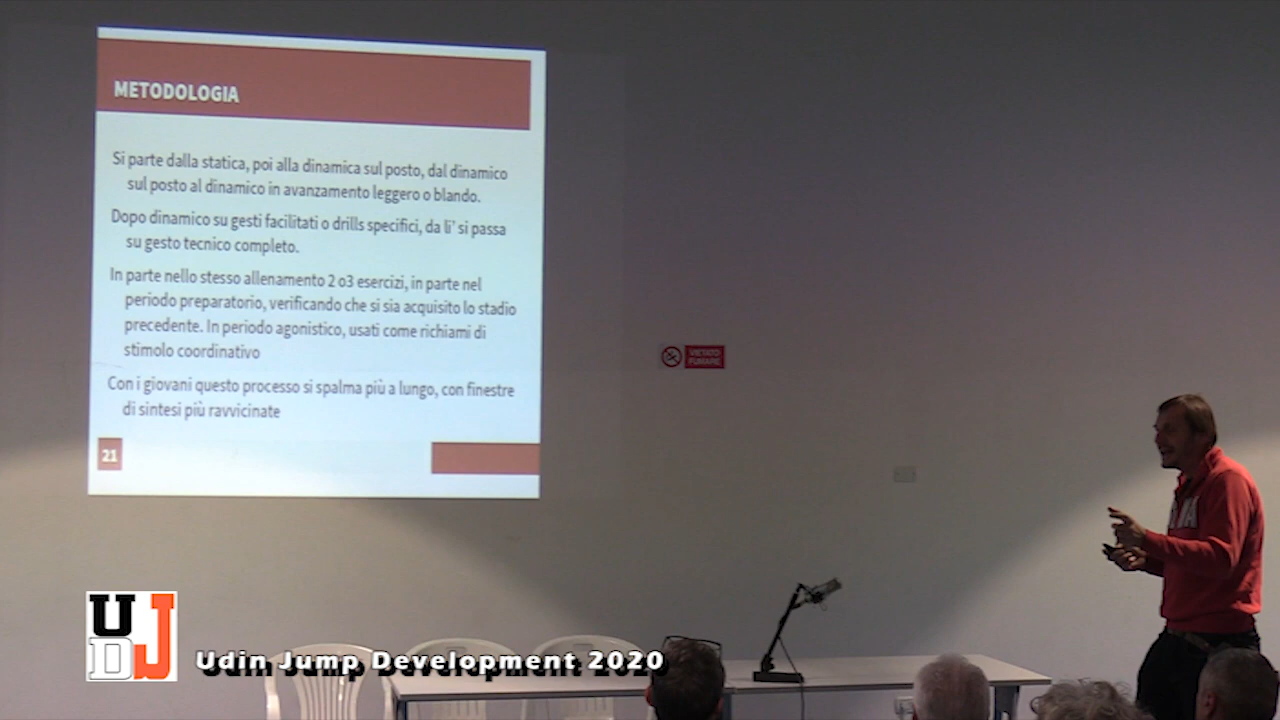 METODOLOGIA
Si parte dalla statica, poi alla dinamica sul posto, dal dinamico
sul posto al dinamico in avanzamento leggero o blando.
Dopo dinamico su gesti facilitati o drills specifici, da li' si passa
su gesto tecnico completo.
In parte nello stesso allenamento 2 o3 esercizi, in parte nel
periodo preparatorio, verificando che si sia acquisito lo stadio
precedente. In periodo agonistico, usati come richiami di
stimolo coordinativo
Con i giovani questo processo si spalma più a lungo, con finestre
di sintesi più ravvicinate
21
VIETATO
FUMARE
UDJ
Udin Jump Development 2020